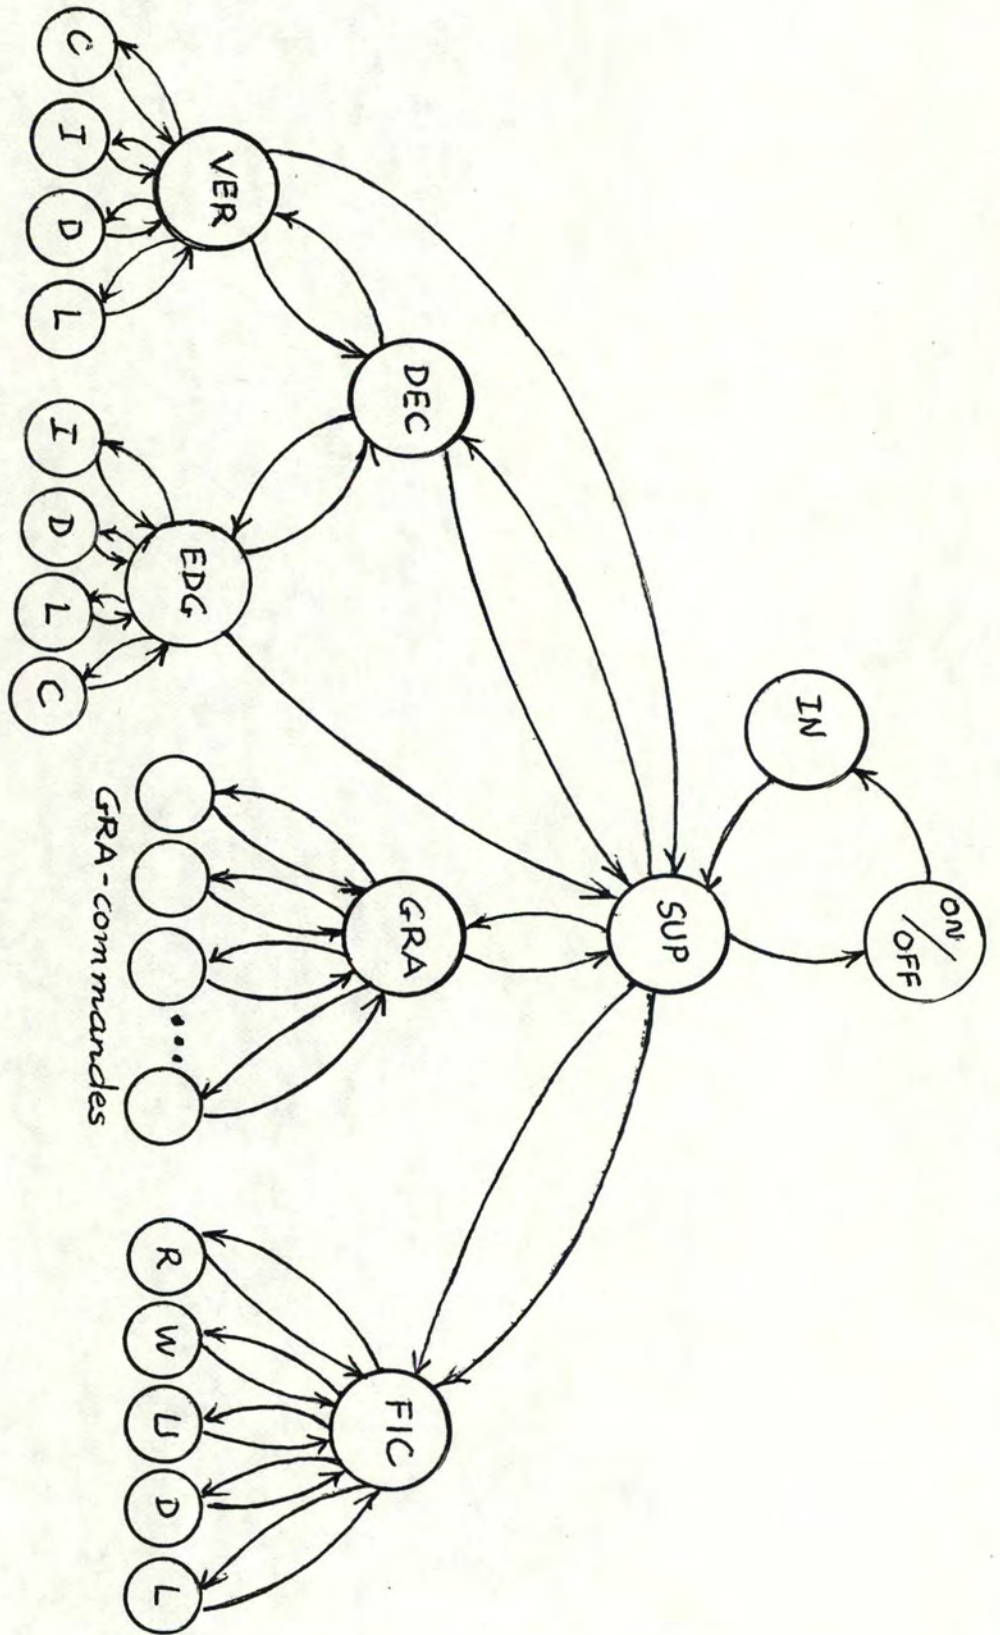 ON/OFF
IN
SUP
DEC
GRA
FIC
VER
EDG
C I D L
I D L C
R W U D L
...
GRA-commandes